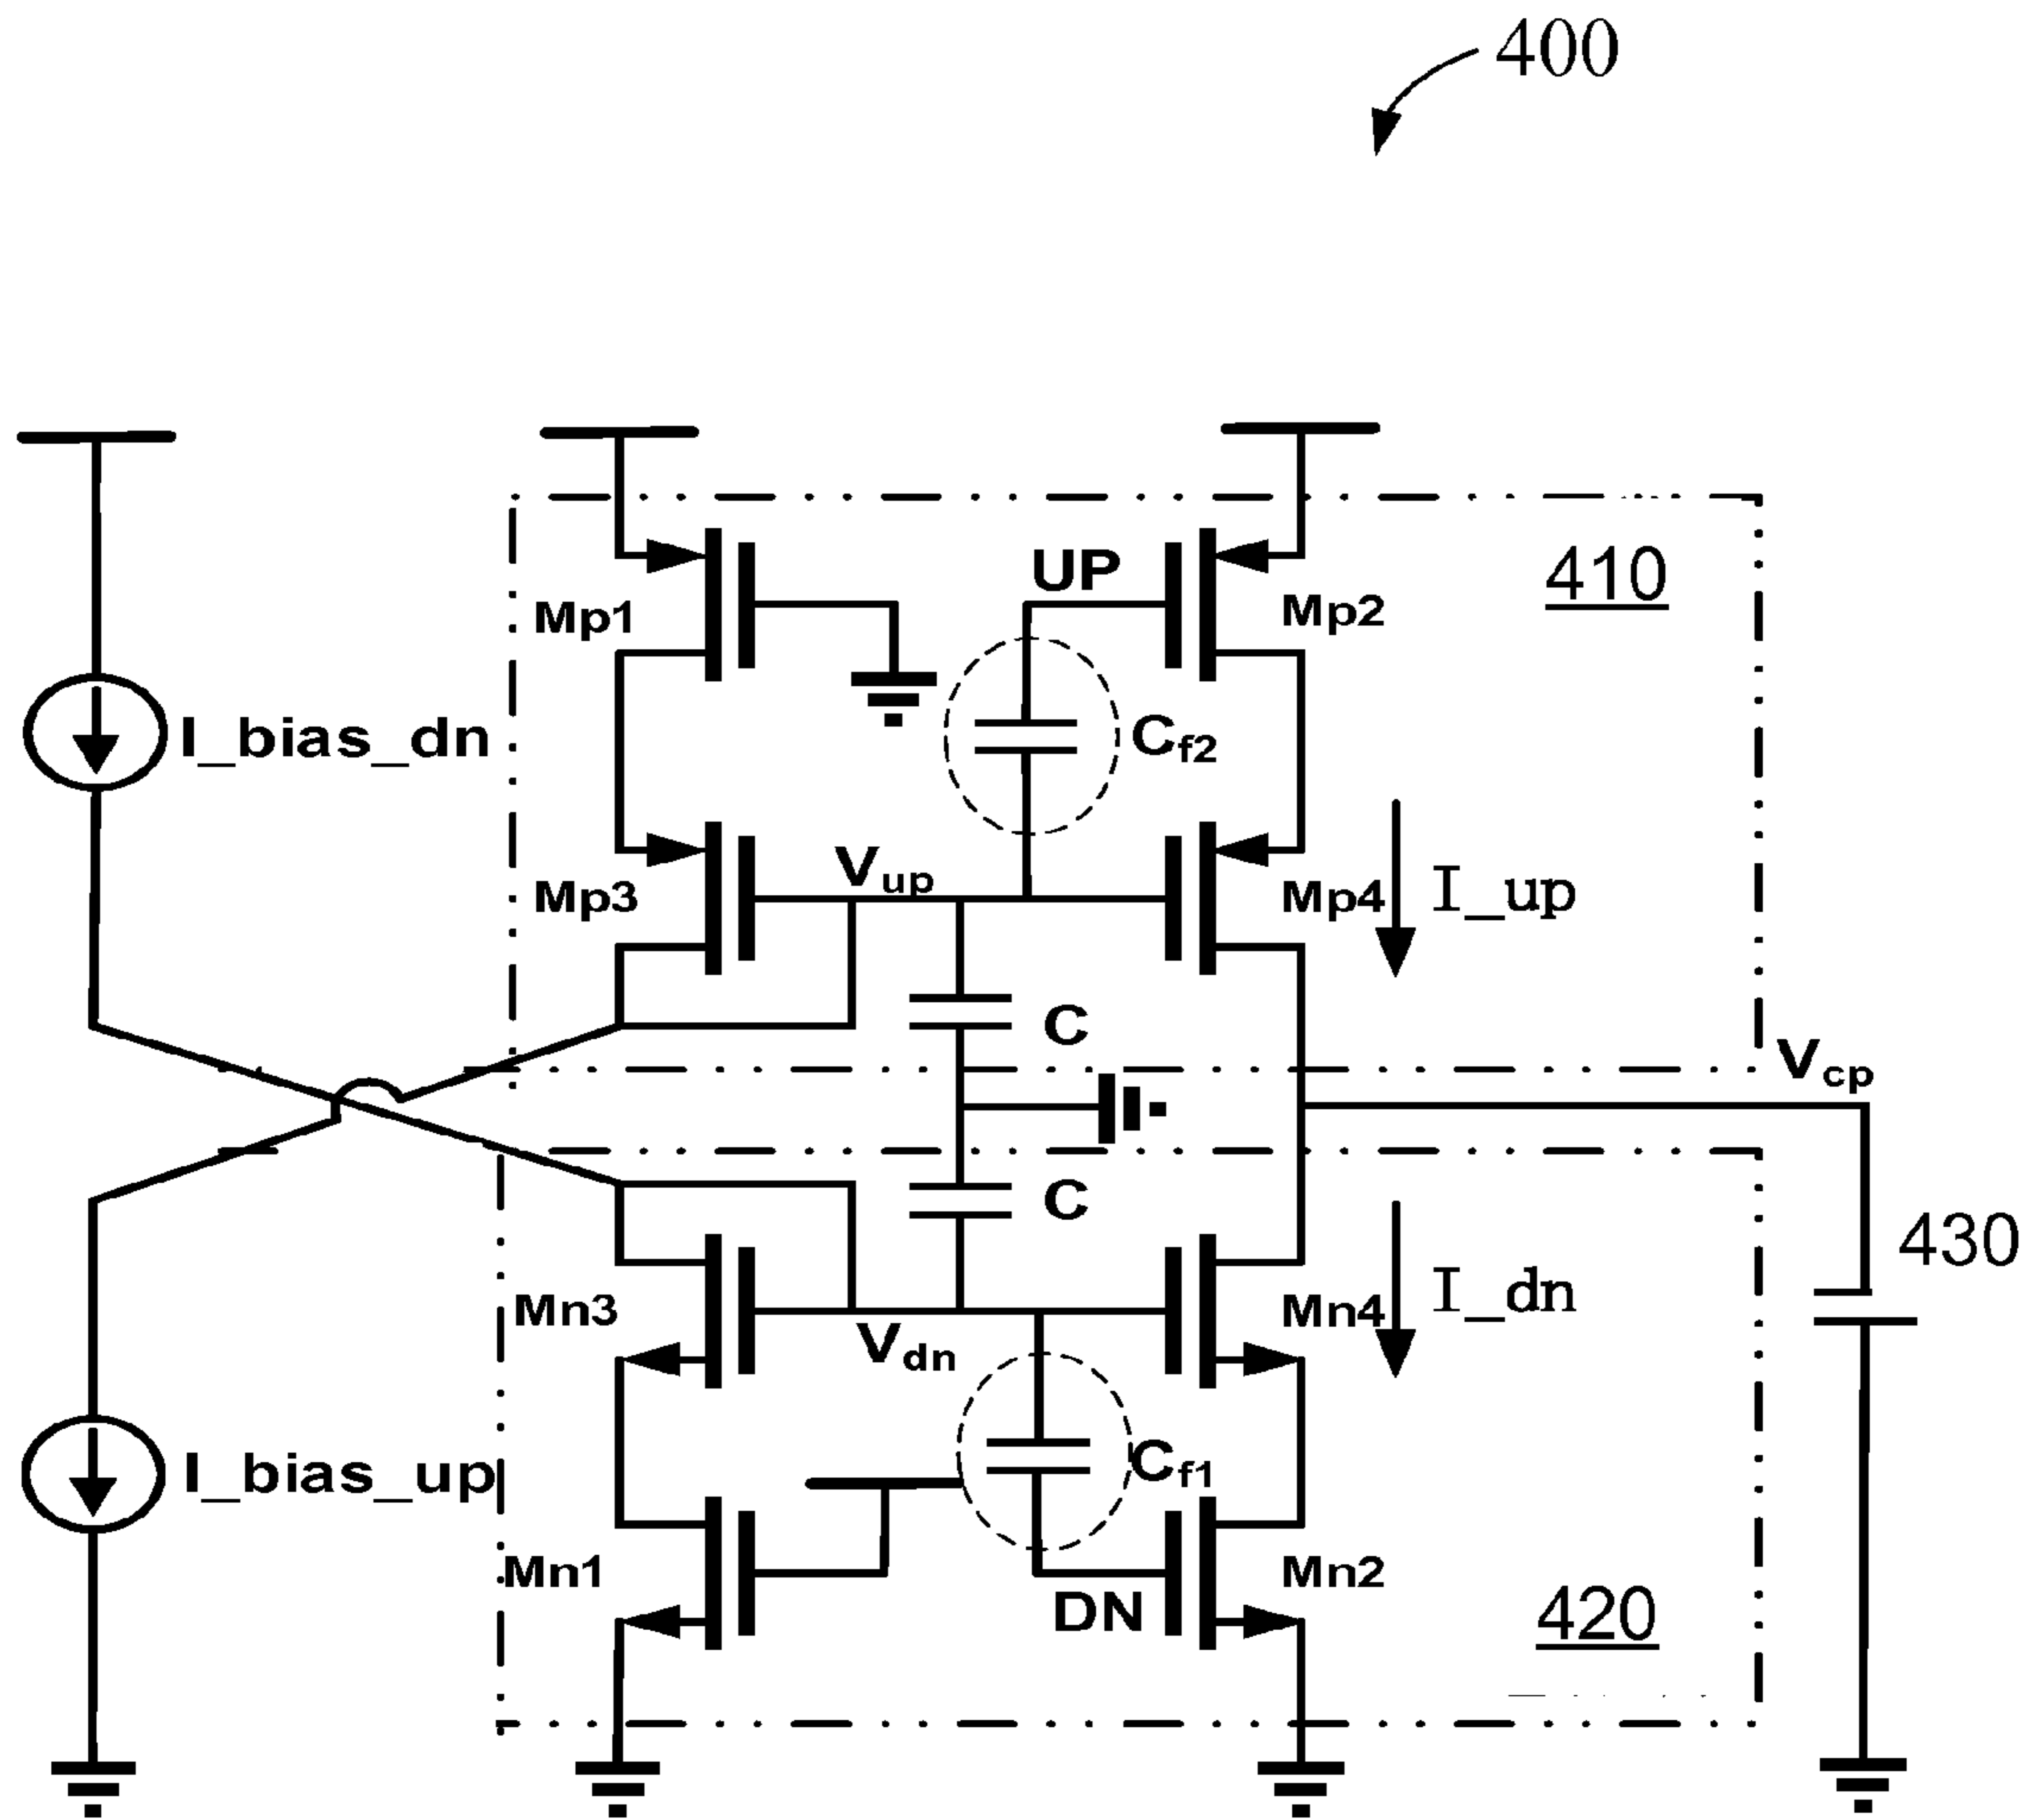 400
UP
410
Mp1
Mp2
I_bias_dn
Cf2
Vup
Mp3
Mp4
I_up
C
Vcp
C
430
Mn3
Mn4
I_dn
Vdn
Cf1
I_bias_up
Mn1
Mn2
DN
420